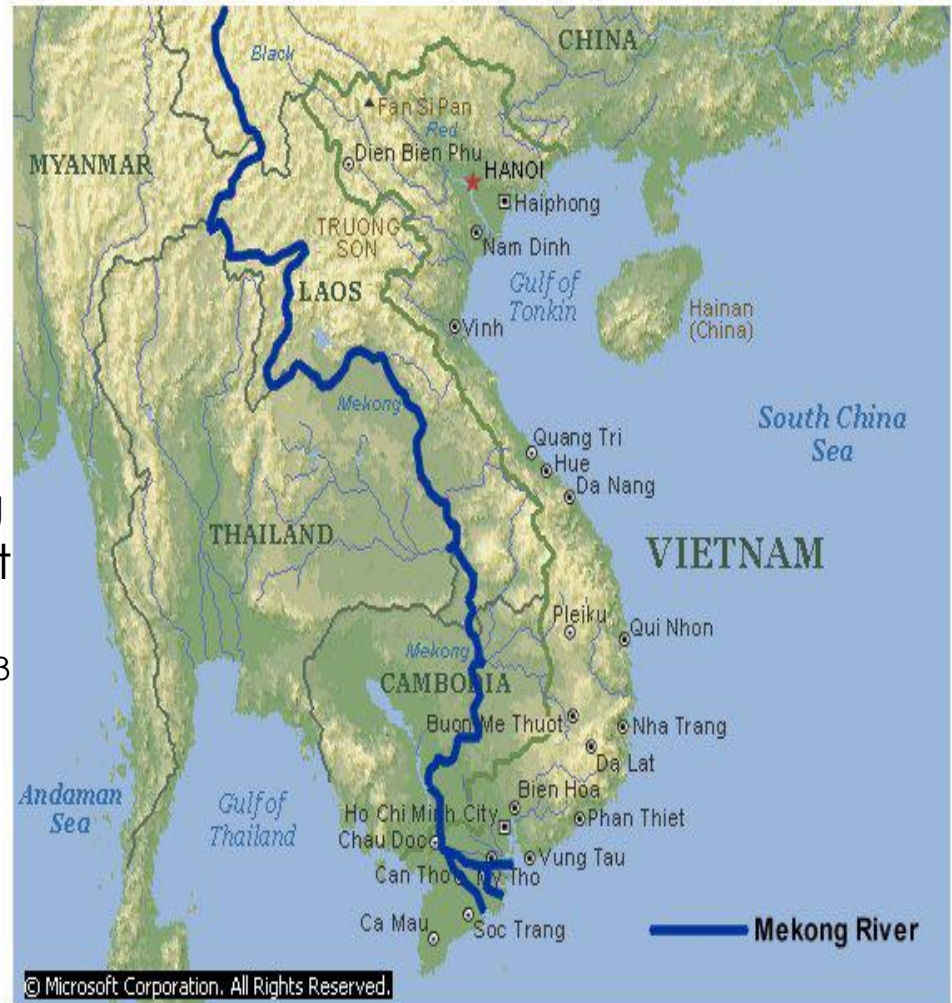 CHINA
Black
Fan Si Pan
Red
Dien Bien Phu
MYANMAR
HANOI
Haiphong
TRUONG
SON
Nam Dinh
LAOS
Gulf of
Tonkin
Hainan
(China)
Vinh
Mekong
South China
Sea
Quang Tri
Hue
Da Nang
THAILAND
VIETNAM
Pleiku
Qui Nhon
Mekong
CAMBODIA
3
Buon Me Thuot
Nha Trang
Da Lat
Andaman
Sea
Gulf of
Thailand
Bien Hoa
Ho Chi Minh City
Phan Thiet
Chau Doc
Vung Tau
Can Tho
My Tho
Ca Mau
Soc Trang
Mekong River
© Microsoft Corporation. All Rights Reserved.